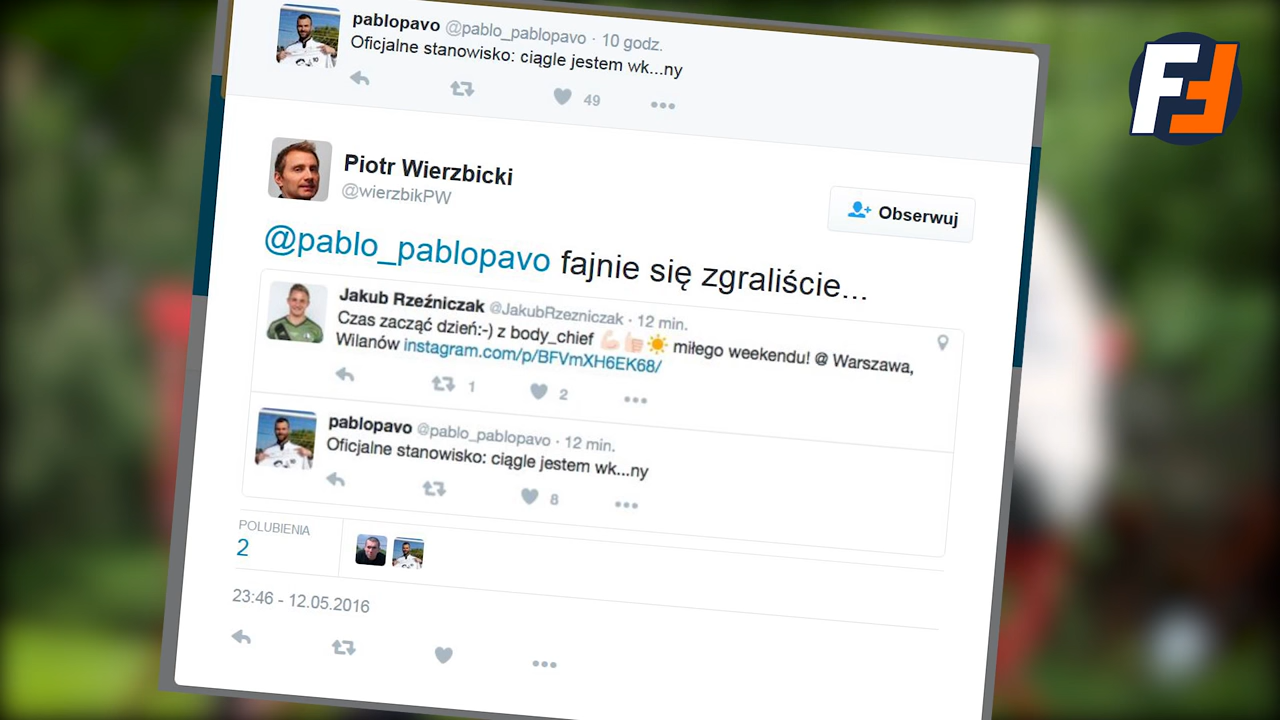 pablopavo @pablo_pablopavo · 10 godz.
Oficjalne stanowisko: ciągle jestem wk...ny
49
Piotr Wierzbicki
@wierzbikPW
Obserwuj
@pablo_pablopavo fajnie się zgraliście...
Jakub Rzeźniczak @JakubRzezniczak · 12 min.
Czas zacząć dzień:-) z body_chief 💪🏻👍🏻☀️ miłego weekendu! @ Warszawa,
Wilanów instagram.com/p/BFVmXH6EK68/
1 2
pablopavo @pablo_pablopavo · 12 min.
Oficjalne stanowisko: ciągle jestem wk...ny
8
POLUBIENIA
2
23:46 - 12.05.2016
FF